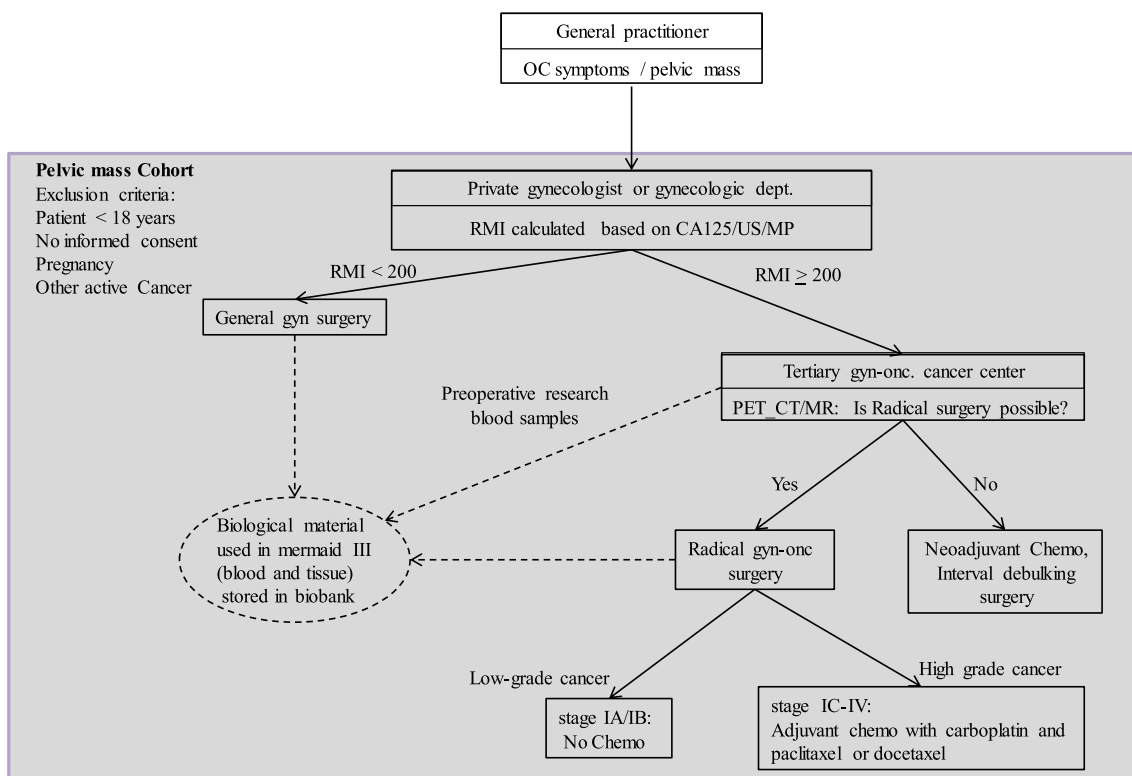 General practitioner
OC symptoms / pelvic mass
Pelvic mass Cohort
Exclusion criteria:
Patient < 18 years
No informed consent
Pregnancy
Other active Cancer
Private gynecologist or gynecologic dept.
RMI calculated based on CA125/US/MP
RMI < 200
RMI ≥ 200
General gyn surgery
Tertiary gyn-onc. cancer center
PET_CT/MR: Is Radical surgery possible?
Preoperative research
blood samples
Yes
No
Biological material
used in mermaid III
(blood and tissue)
stored in biobank
Radical gyn-onc
surgery
Neoadjuvant Chemo,
Interval debulking
surgery
Low-grade cancer
High grade cancer
stage IA/IB:
No Chemo
stage IC-IV:
Adjuvant chemo with carboplatin and
paclitaxel or docetaxel